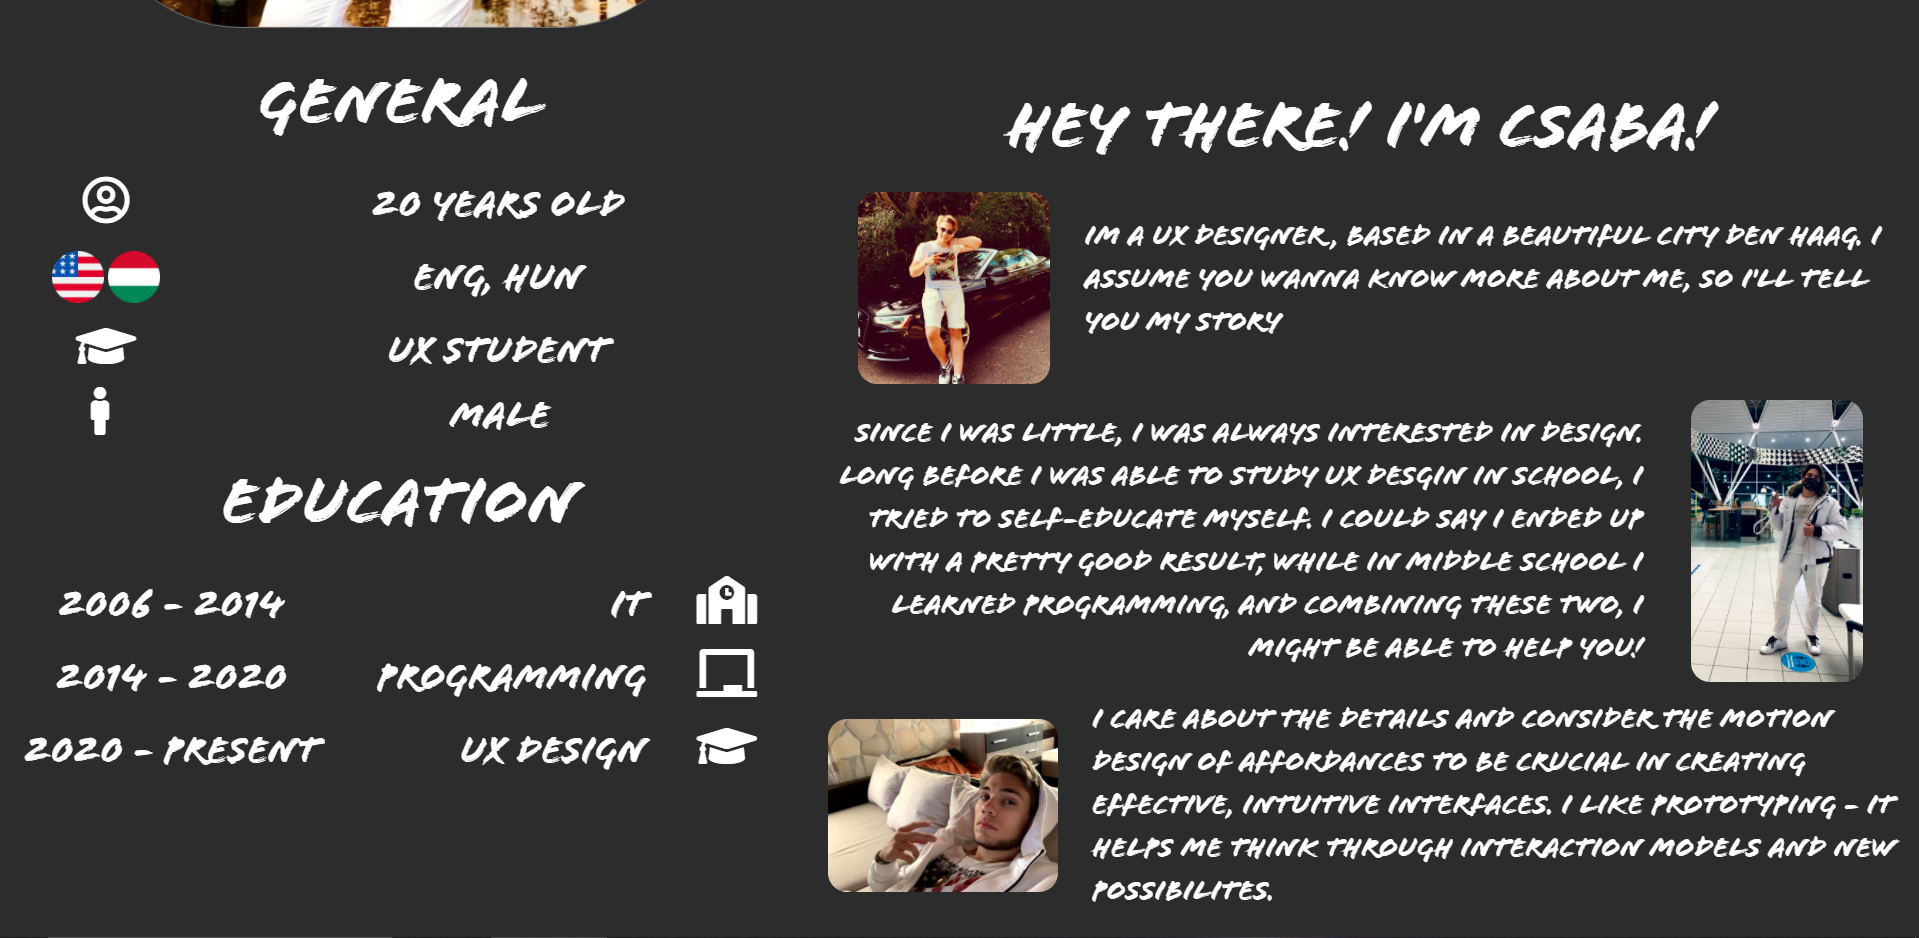 GENERAL
20 YEARS OLD
ENG, HUN
UX STUDENT
MALE
EDUCATION
2006 - 2014 IT
2014 - 2020 PROGRAMMING
2020 - PRESENT UX DESIGN
HEY THERE! I'M CSABA!
IM A UX DESIGNER, BASED IN A BEAUTIFUL CITY DEN HAAG. I
ASSUME YOU WANNA KNOW MORE ABOUT ME, SO I'LL TELL
YOU MY STORY
SINCE I WAS LITTLE, I WAS ALWAYS INTERESTED IN DESIGN.
LONG BEFORE I WAS ABLE TO STUDY UX DESGIN IN SCHOOL, I
TRIED TO SELF-EDUCATE MYSELF. I COULD SAY I ENDED UP
WITH A PRETTY GOOD RESULT, WHILE IN MIDDLE SCHOOL I
LEARNED PROGRAMMING, AND COMBINING THESE TWO, I
MIGHT BE ABLE TO HELP YOU!
I CARE ABOUT THE DETAILS AND CONSIDER THE MOTION
DESIGN OF AFFORDANCES TO BE CRUCIAL IN CREATING
EFFECTIVE, INTUITIVE INTERFACES. I LIKE PROTOTYPING - IT
HELPS ME THINK THROUGH INTERACTION MODELS AND NEW
POSSIBILITES.